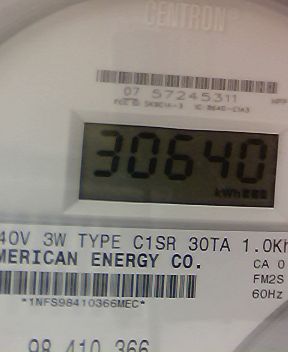 CENTRON®
07 57245311
30640
kWh
40V 3W TYPE C1SR 30TA 1.0Kh
MERICAN ENERGY CO.
CA 0
FM2S
60Hz
*1NFS98410366MEC*
98 410 366